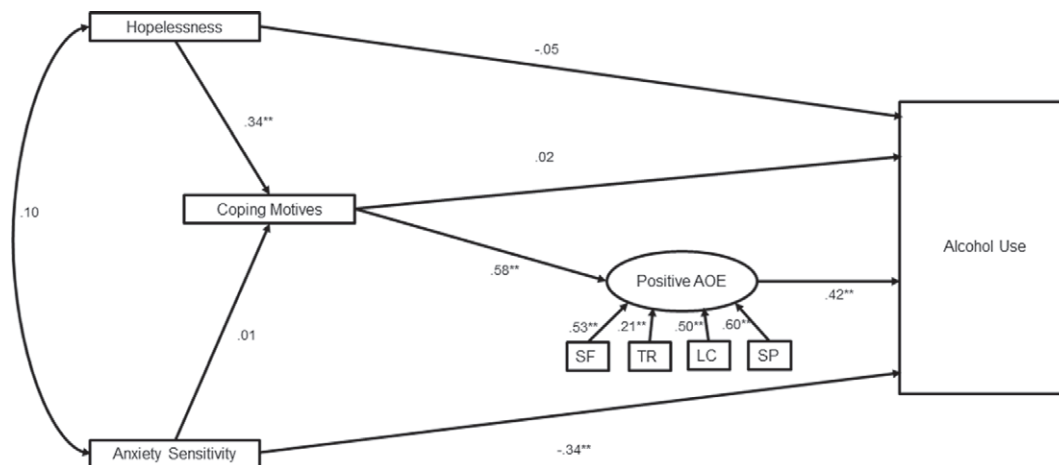 Hopelessness
-.05
.34**
.02
.10
Coping Motives
Alcohol Use
.58**
Positive AOE
.42**
.53**
.21**
.50**
.60**
.01
SF
TR
LC
SP
Anxiety Sensitivity
-.34**